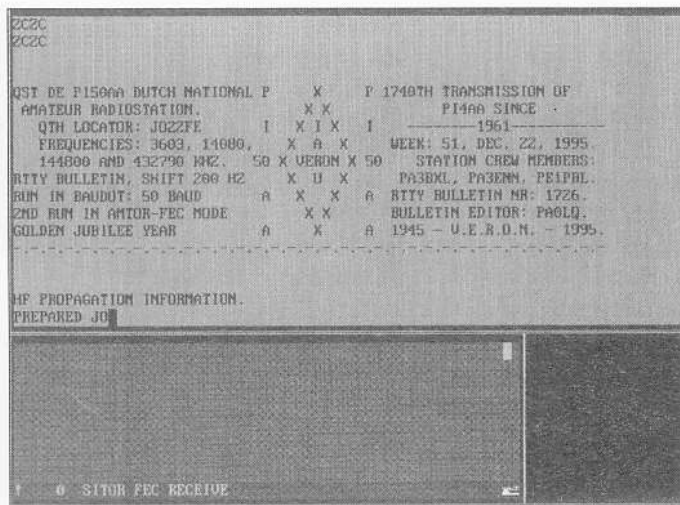 ZCZC
ZCZC
QST DE PI50AA DUTCH NATIONAL P X P 1740TH TRANSMISSION OF
AMATEUR RADIOSTATION. X X PI4AA SINCE -
QTH LOCATOR: JO22FE I X I X I --------1961----------
FREQUENCIES: 3603, 14080, X A X WEEK: 51, DEC. 22, 1995.
144800 AND 432790 KHZ. 50 X VERON X 50 STATION CREW MEMBERS:
RTTY BULLETIN, SHIFT 200 HZ X U X PA3BXL, PA3ENN, PE1PBL.
RUN IN BAUDOT: 50 BAUD A X X A RTTY BULLETIN NR: 1726.
2ND RUN IN AMTOR-FEC MODE X X BULLETIN EDITOR: PA0LQ.
GOLDEN JUBILEE YEAR A X A 1945 - V.E.R.O.N. - 1995.
HF PROPAGATION INFORMATION.
PREPARED JO
! 0 SITOR FEC RECEIVE